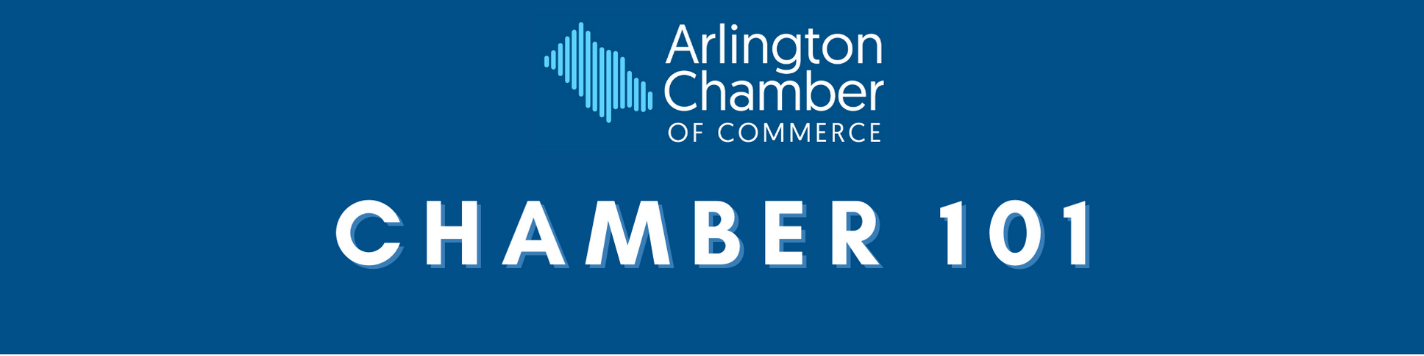 Arlington
Chamber
OF COMMERCE
CHAMBER 101